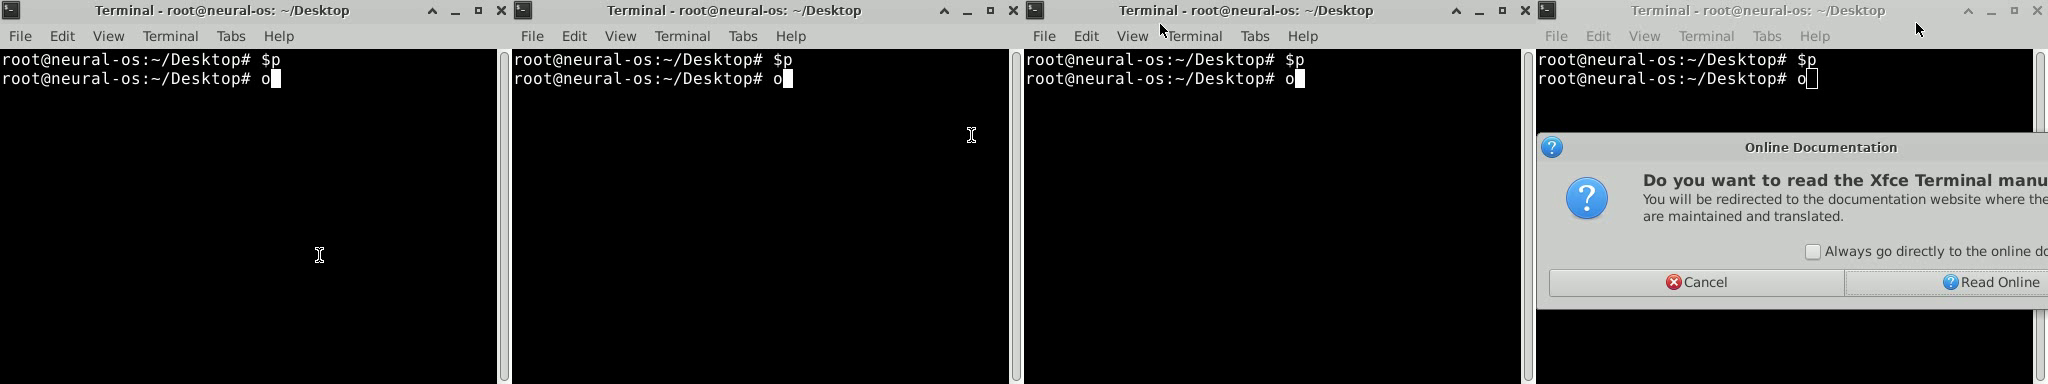 Terminal - root@neural-os: ~/Desktop
File Edit View Terminal Tabs Help
root@neural-os:~/Desktop# $p
root@neural-os:~/Desktop# o
Terminal - root@neural-os: ~/Desktop
File Edit View Terminal Tabs Help
root@neural-os:~/Desktop# $p
root@neural-os:~/Desktop# o
Terminal - root@neural-os: ~/Desktop
File Edit View Terminal Tabs Help
root@neural-os:~/Desktop# $p
root@neural-os:~/Desktop# o
Terminal - root@neural-os: ~/Desktop
File Edit View Terminal Tabs Help
root@neural-os:~/Desktop# $p
root@neural-os:~/Desktop# o
Online Documentation
Do you want to read the Xfce Terminal manu
You will be redirected to the documentation website where the
are maintained and translated.
Always go directly to the online do
Cancel
Read Online